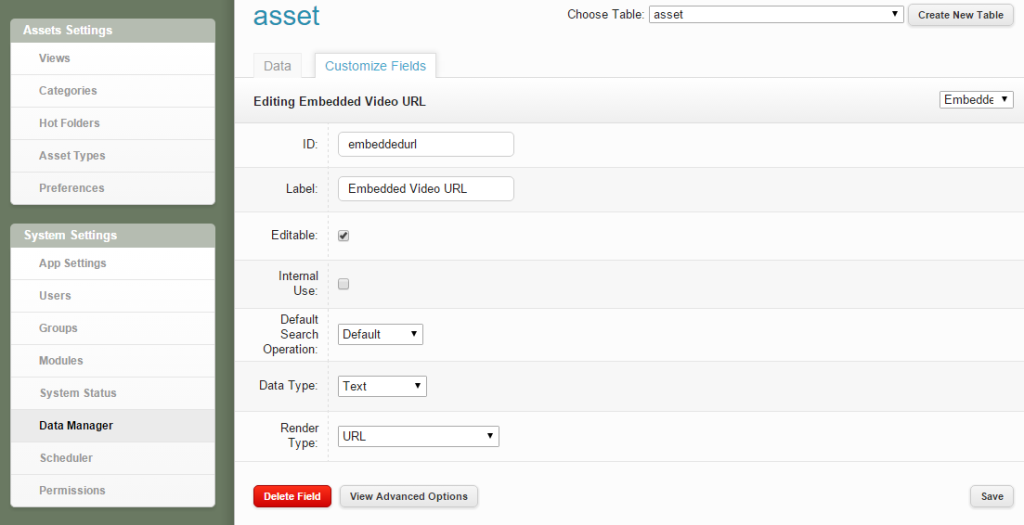 Assets Settings
Views
Categories
Hot Folders
Asset Types
Preferences
System Settings
App Settings
Users
Groups
Modules
System Status
Data Manager
Scheduler
Permissions
asset
Choose Table: asset
Create New Table
Data
Customize Fields
Editing Embedded Video URL
Embedde
ID: embeddedurl
Label: Embedded Video URL
Editable:
Internal
Use:
Default
Search
Operation:
Default
Data Type: Text
Render
Type:
URL
Delete Field
View Advanced Options
Save